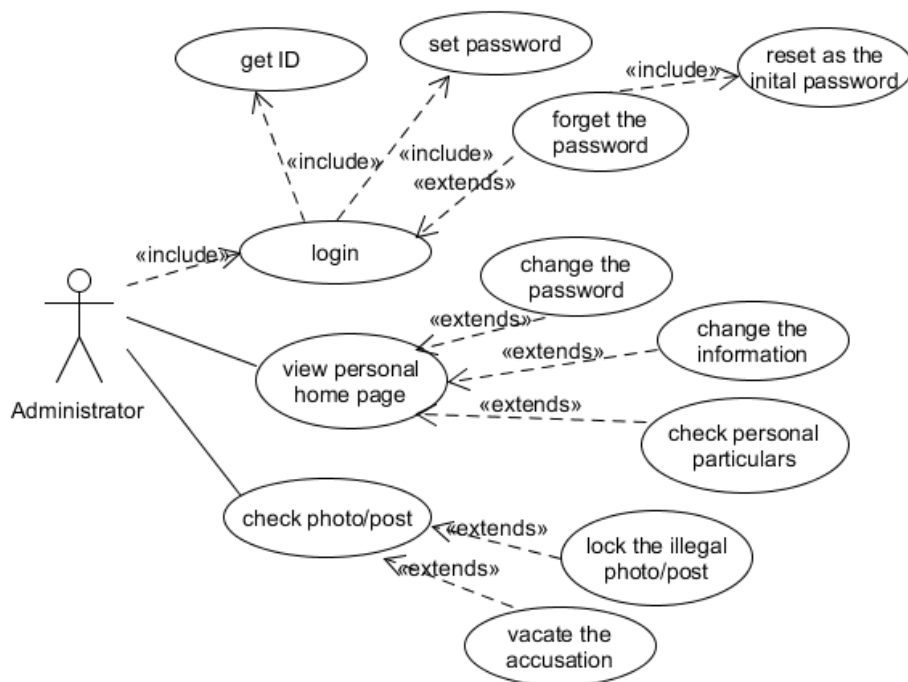 set password
get ID
reset as the
inital password
«include»
forget the
password
«include»
«include»
«extends»
«include»
login
change the
password
«extends»
change the
information
«extends»
view personal
home page
Administrator
«extends»
check personal
particulars
check photo/post
«extends»
lock the illegal
photo/post
«extends»
vacate the
accusation